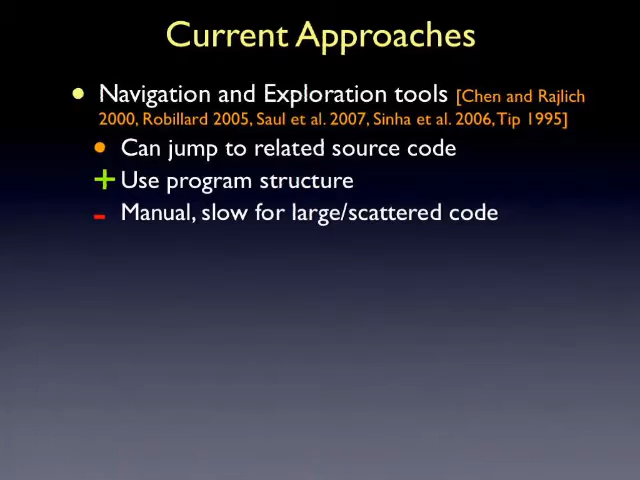 Current Approaches
• Navigation and Exploration tools [Chen and Rajlich
2000, Robillard 2005, Saul et al. 2007, Sinha et al. 2006, Tip 1995]
• Can jump to related source code
+ Use program structure
- Manual, slow for large/scattered code